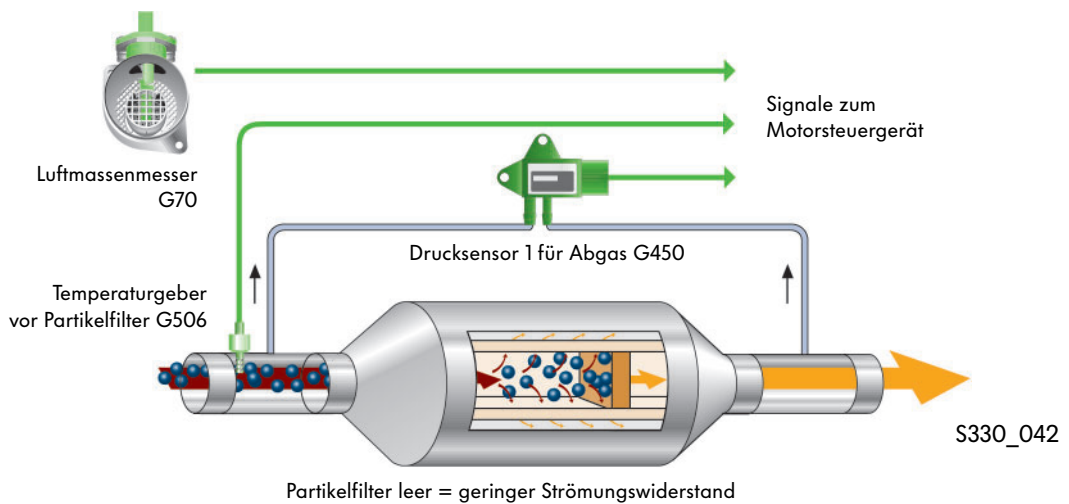 Luftmassenmesser
G70
Signale zum
Motorsteuergerät
Drucksensor 1 für Abgas G450
Temperaturgeber
vor Partikelfilter G506
S330_042
Partikelfilter leer = geringer Strömungswiderstand